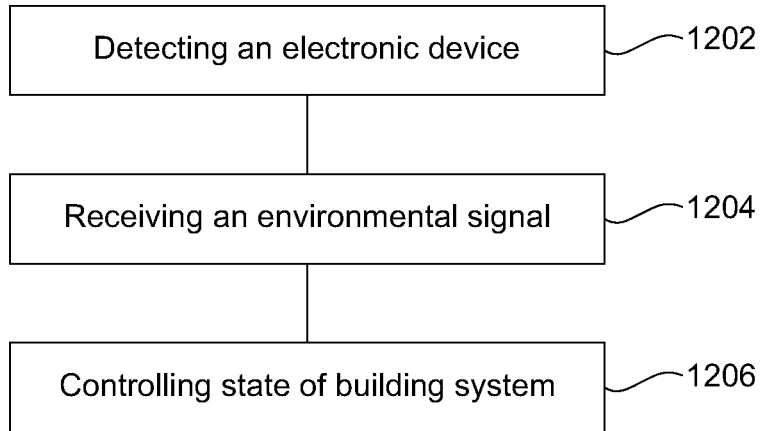 Detecting an electronic device
1202
Receiving an environmental signal
1204
Controlling state of building system
1206